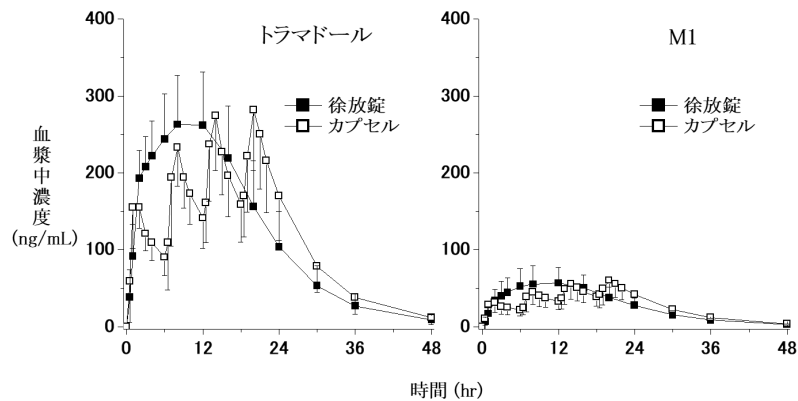 トラマドール
徐放錠
カプセル
血漿中濃度
(ng/mL)
400
300
200
100
0
0 12 24 36 48
M1
徐放錠
カプセル
400
300
200
100
0
0 12 24 36 48
時間 (hr)